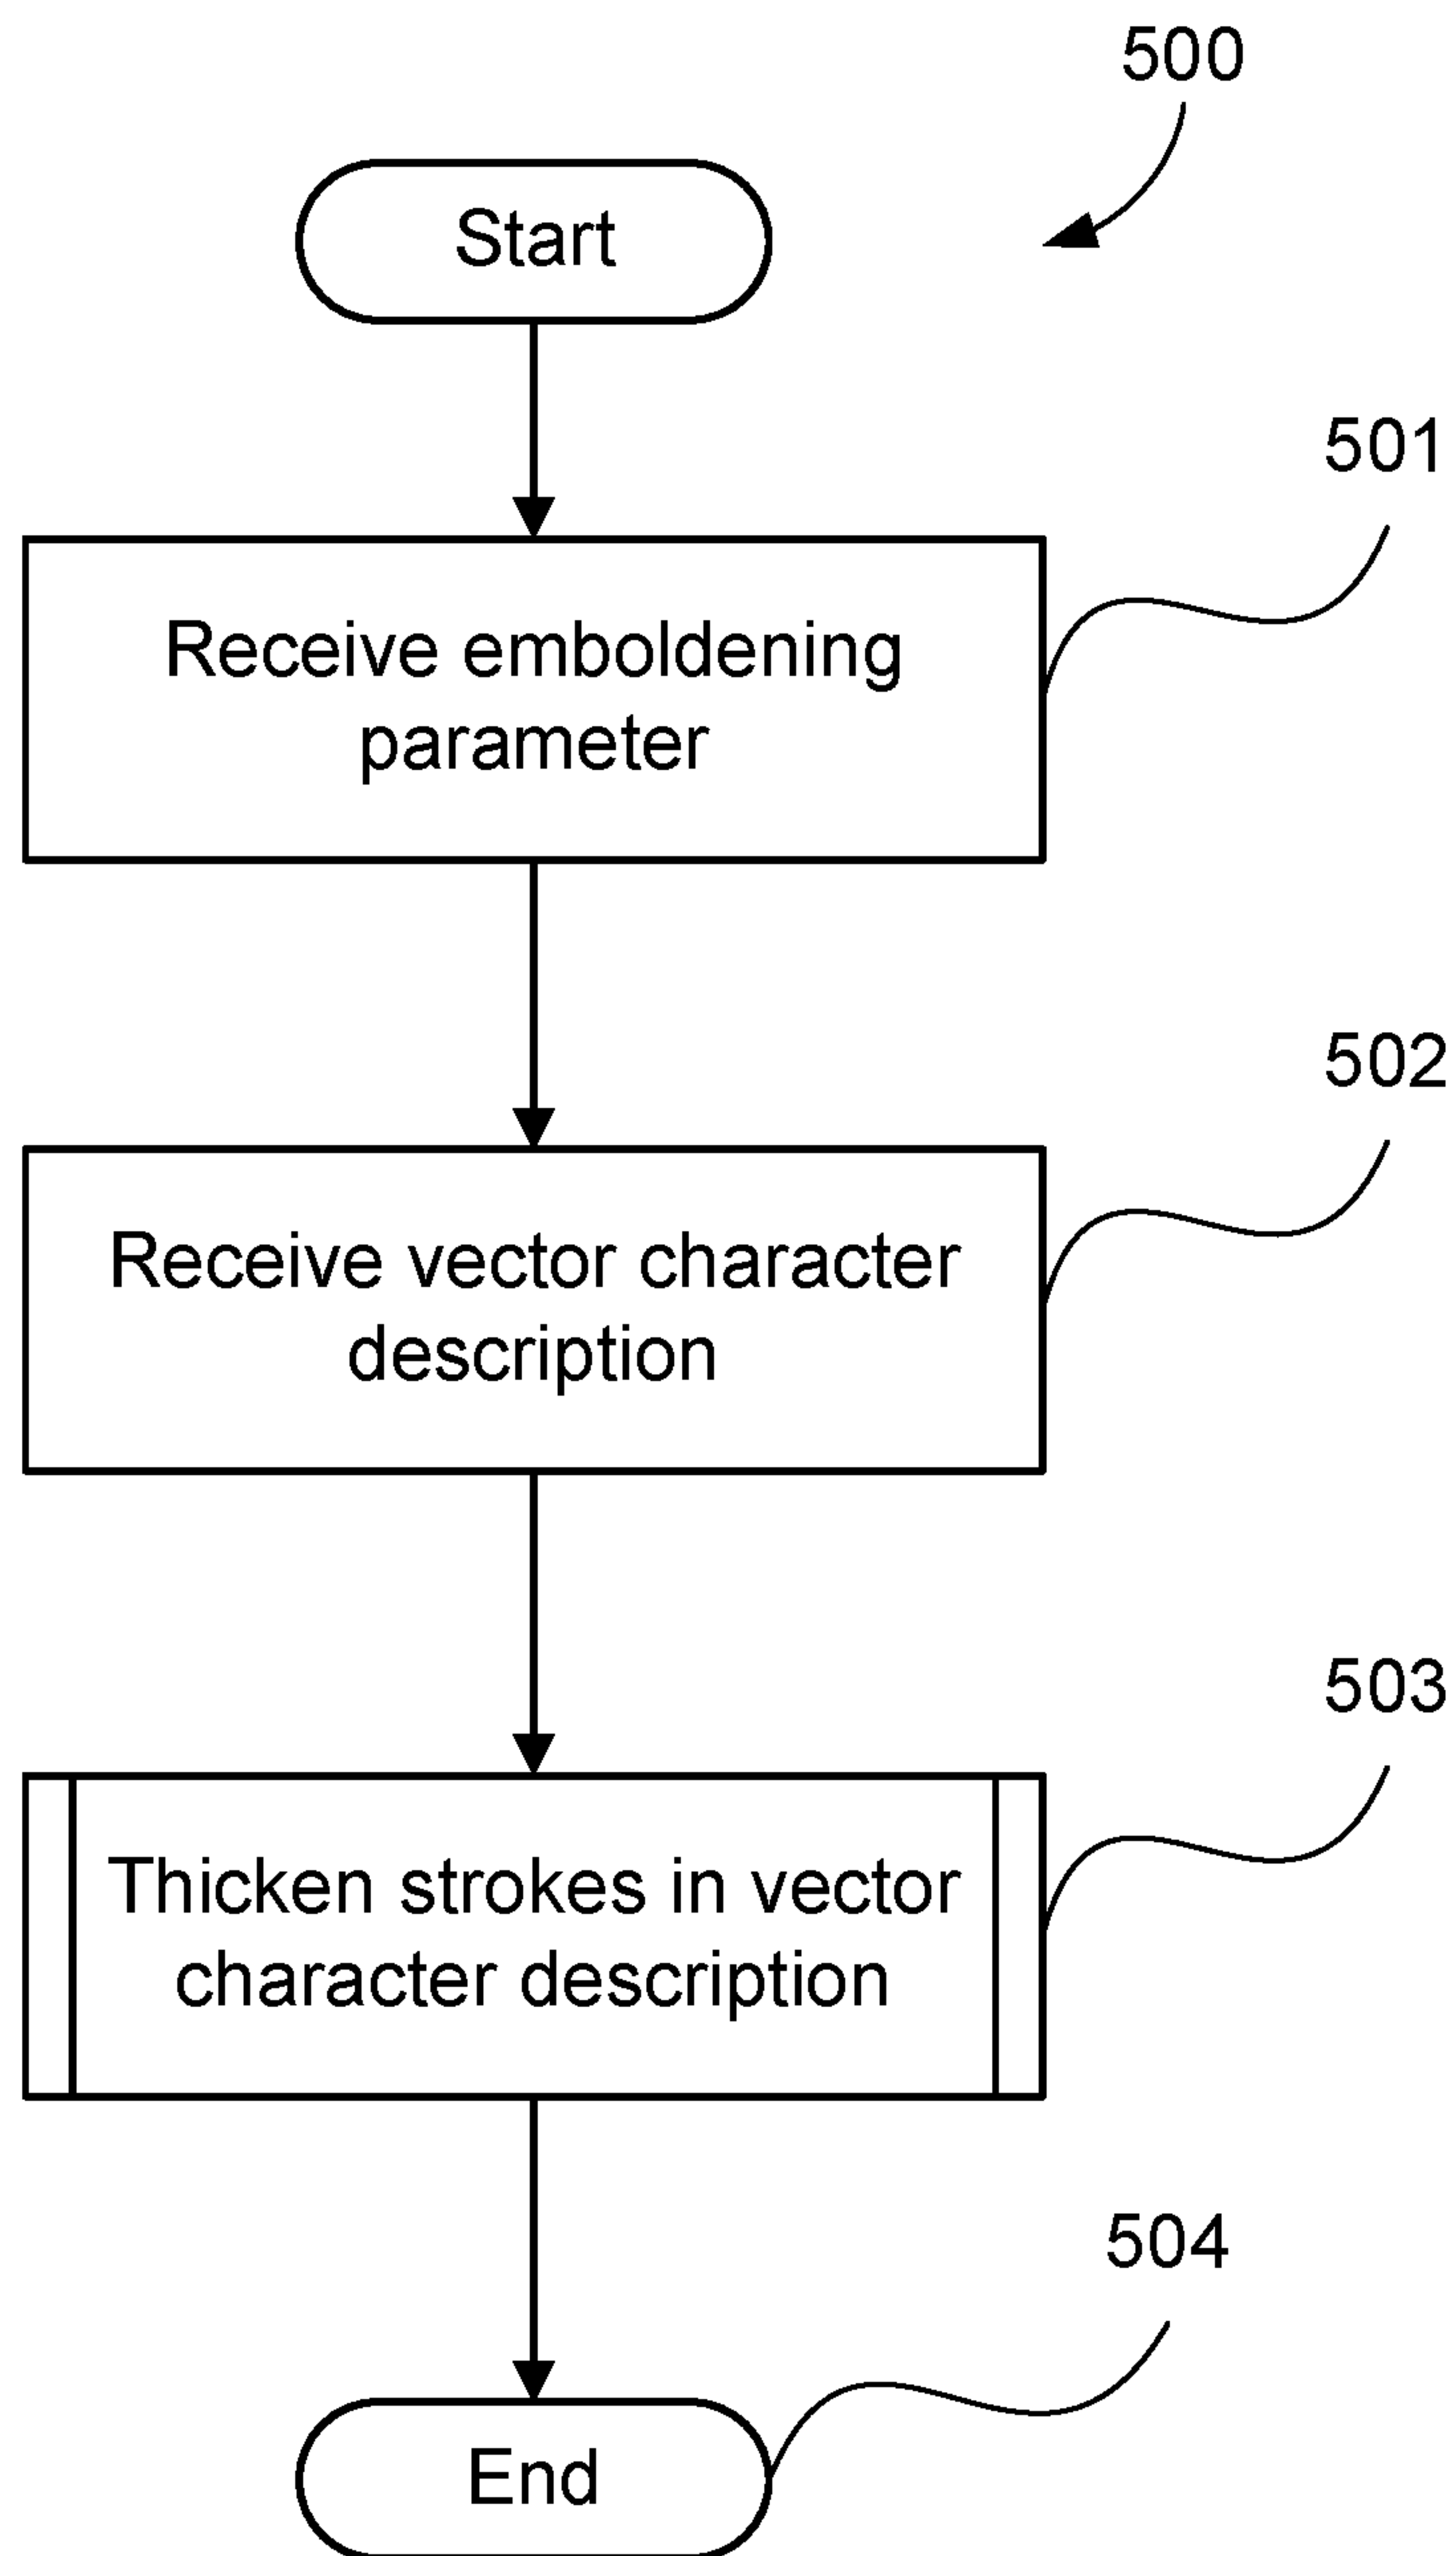 500
Start
501
Receive emboldening
parameter
502
Receive vector character
description
503
Thicken strokes in vector
character description
504
End